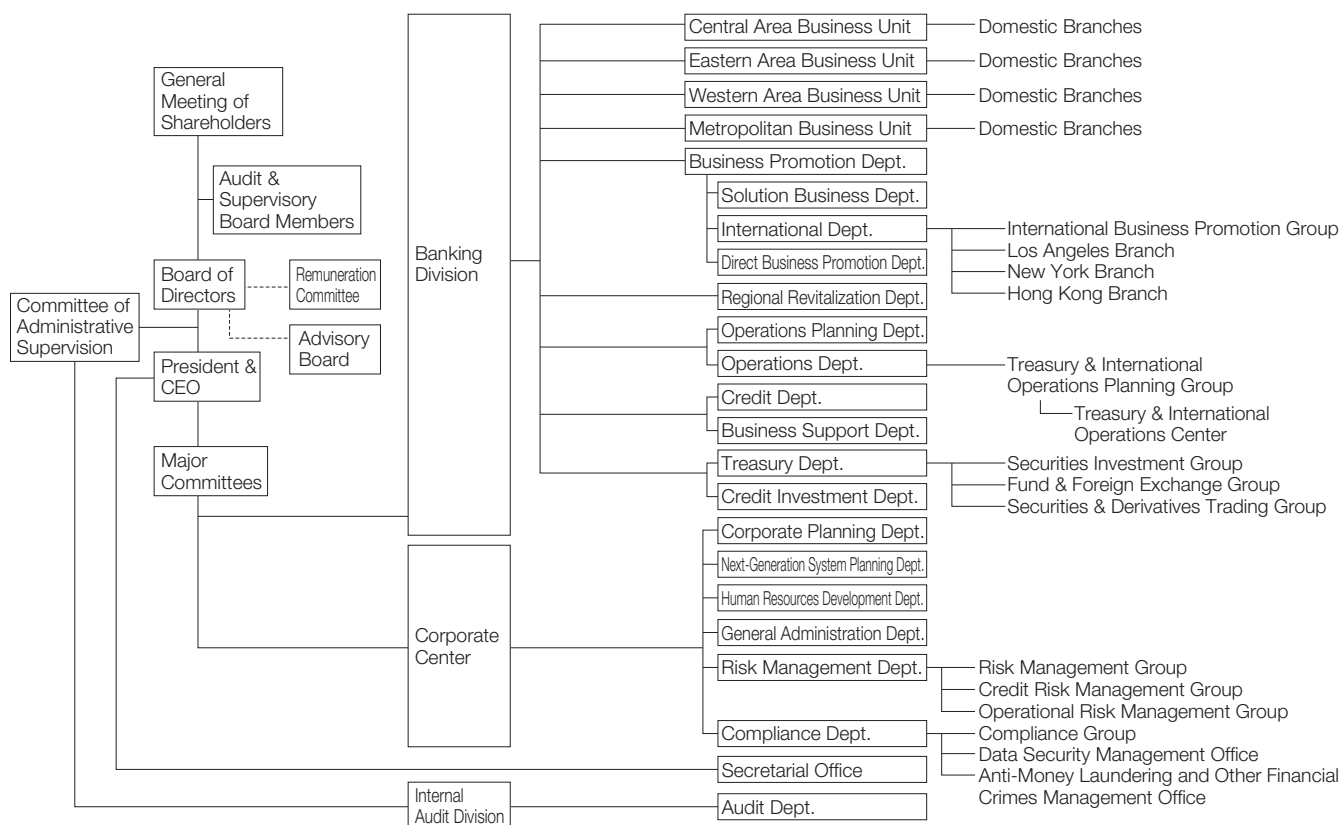 General
Meeting of
Shareholders
Audit &
Supervisory
Board Members
Board of
Directors
Remuneration
Committee
Committee of
Administrative
Supervision
Advisory
Board
President &
CEO
Major
Committees
Banking
Division
Central Area Business Unit
Domestic Branches
Eastern Area Business Unit
Domestic Branches
Western Area Business Unit
Domestic Branches
Metropolitan Business Unit
Domestic Branches
Business Promotion Dept.
Solution Business Dept.
International Dept.
International Business Promotion Group
Los Angeles Branch
New York Branch
Hong Kong Branch
Direct Business Promotion Dept.
Regional Revitalization Dept.
Operations Planning Dept.
Operations Dept.
Treasury & International
Operations Planning Group
Treasury & International
Operations Center
Credit Dept.
Business Support Dept.
Treasury Dept.
Securities Investment Group
Fund & Foreign Exchange Group
Securities & Derivatives Trading Group
Credit Investment Dept.
Corporate
Center
Corporate Planning Dept.
Next-Generation System Planning Dept.
Human Resources Development Dept.
General Administration Dept.
Risk Management Dept.
Risk Management Group
Credit Risk Management Group
Operational Risk Management Group
Compliance Dept.
Compliance Group
Data Security Management Office
Anti-Money Laundering and Other Financial
Crimes Management Office
Secretarial Office
Internal
Audit Division
Audit Dept.